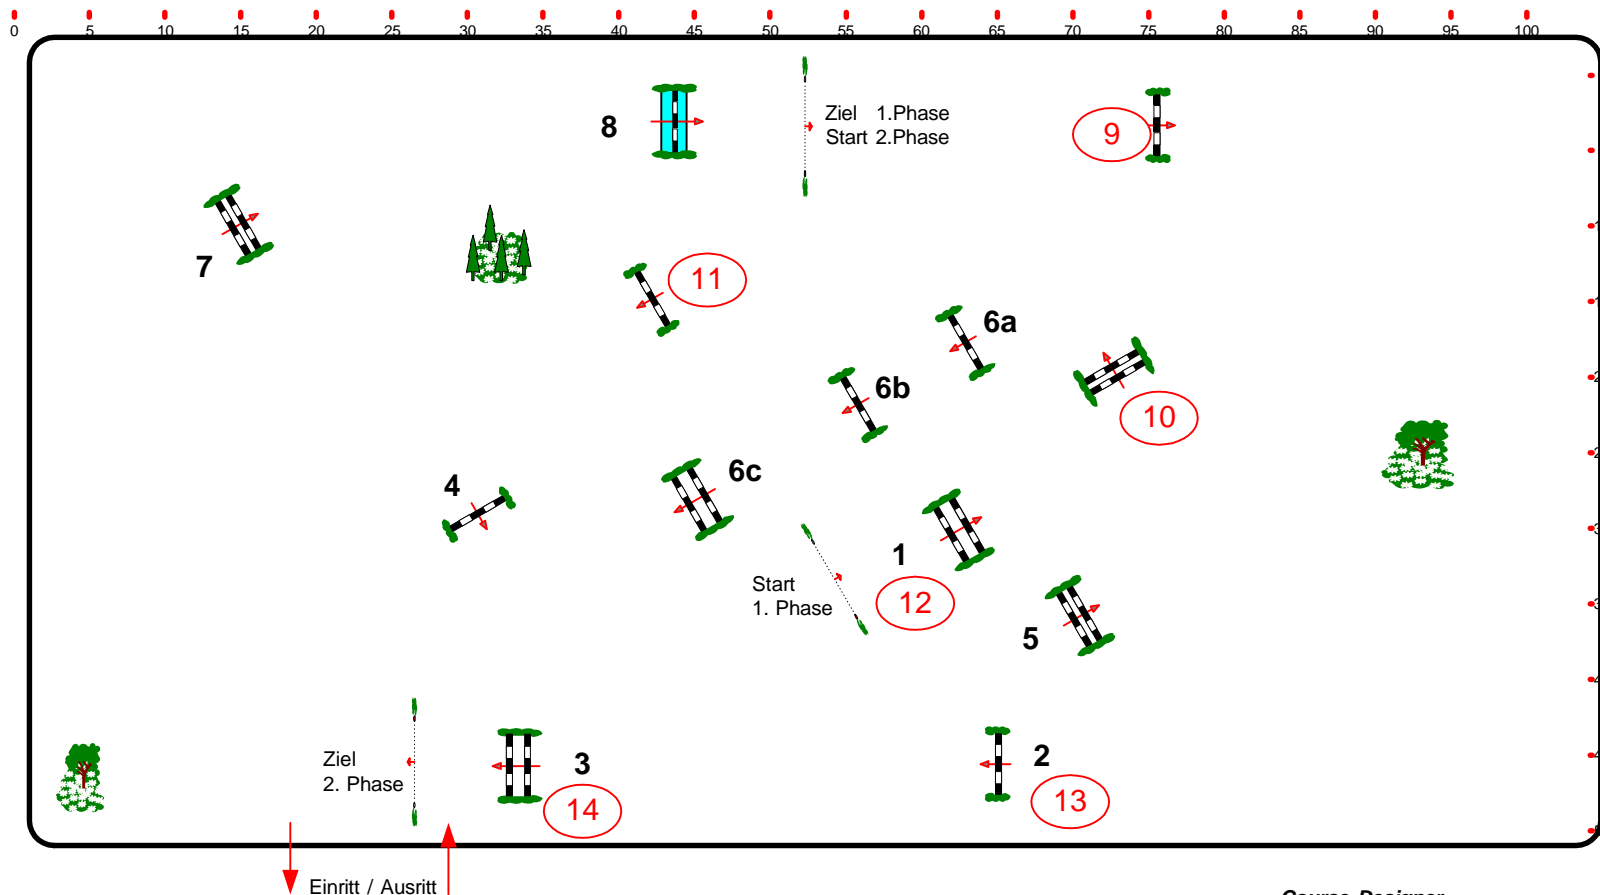 0 5 10 15 20 25 30 35 40 45 50 55 60 65 70 75 80 85 90 95 100
8
Ziel 1.Phase
Start 2.Phase
9
7
11
6a
6b
10
4
6c
1
Start
1. Phase
12
5
Ziel
2. Phase
3
14
2
13
Einritt / Ausritt
Course Designer